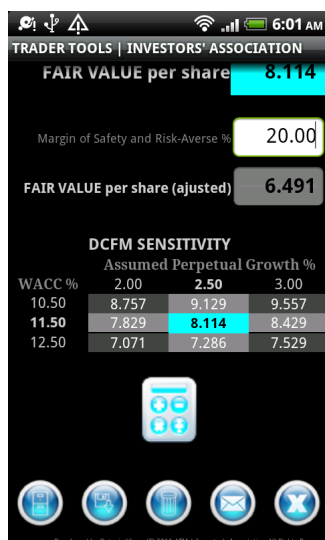 6:01 AM
TRADER TOOLS | INVESTORS' ASSOCIATION
FAIR VALUE per share 8.114
Margin of Safety and Risk-Averse % 20.00
FAIR VALUE per share (ajusted) 6.491
DCFM SENSITIVITY
Assumed Perpetual Growth %
WACC % 2.00 2.50 3.00
10.50 8.757 9.129 9.557
11.50 7.829 8.114 8.429
12.50 7.071 7.286 7.529